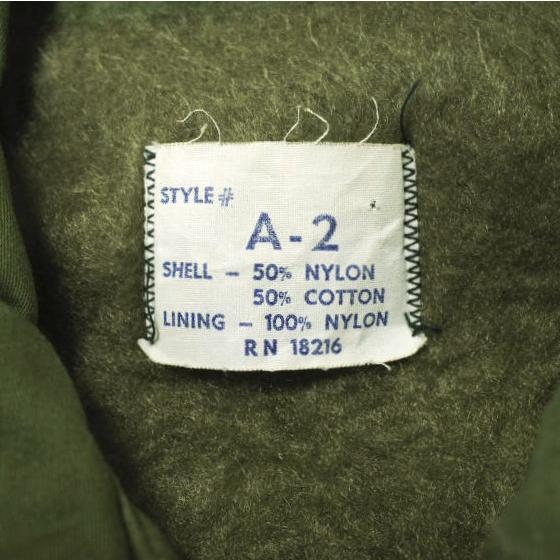 STYLE #
A-2
SHELL – 50% NYLON
50% COTTON
LINING – 100% NYLON
RN 18216